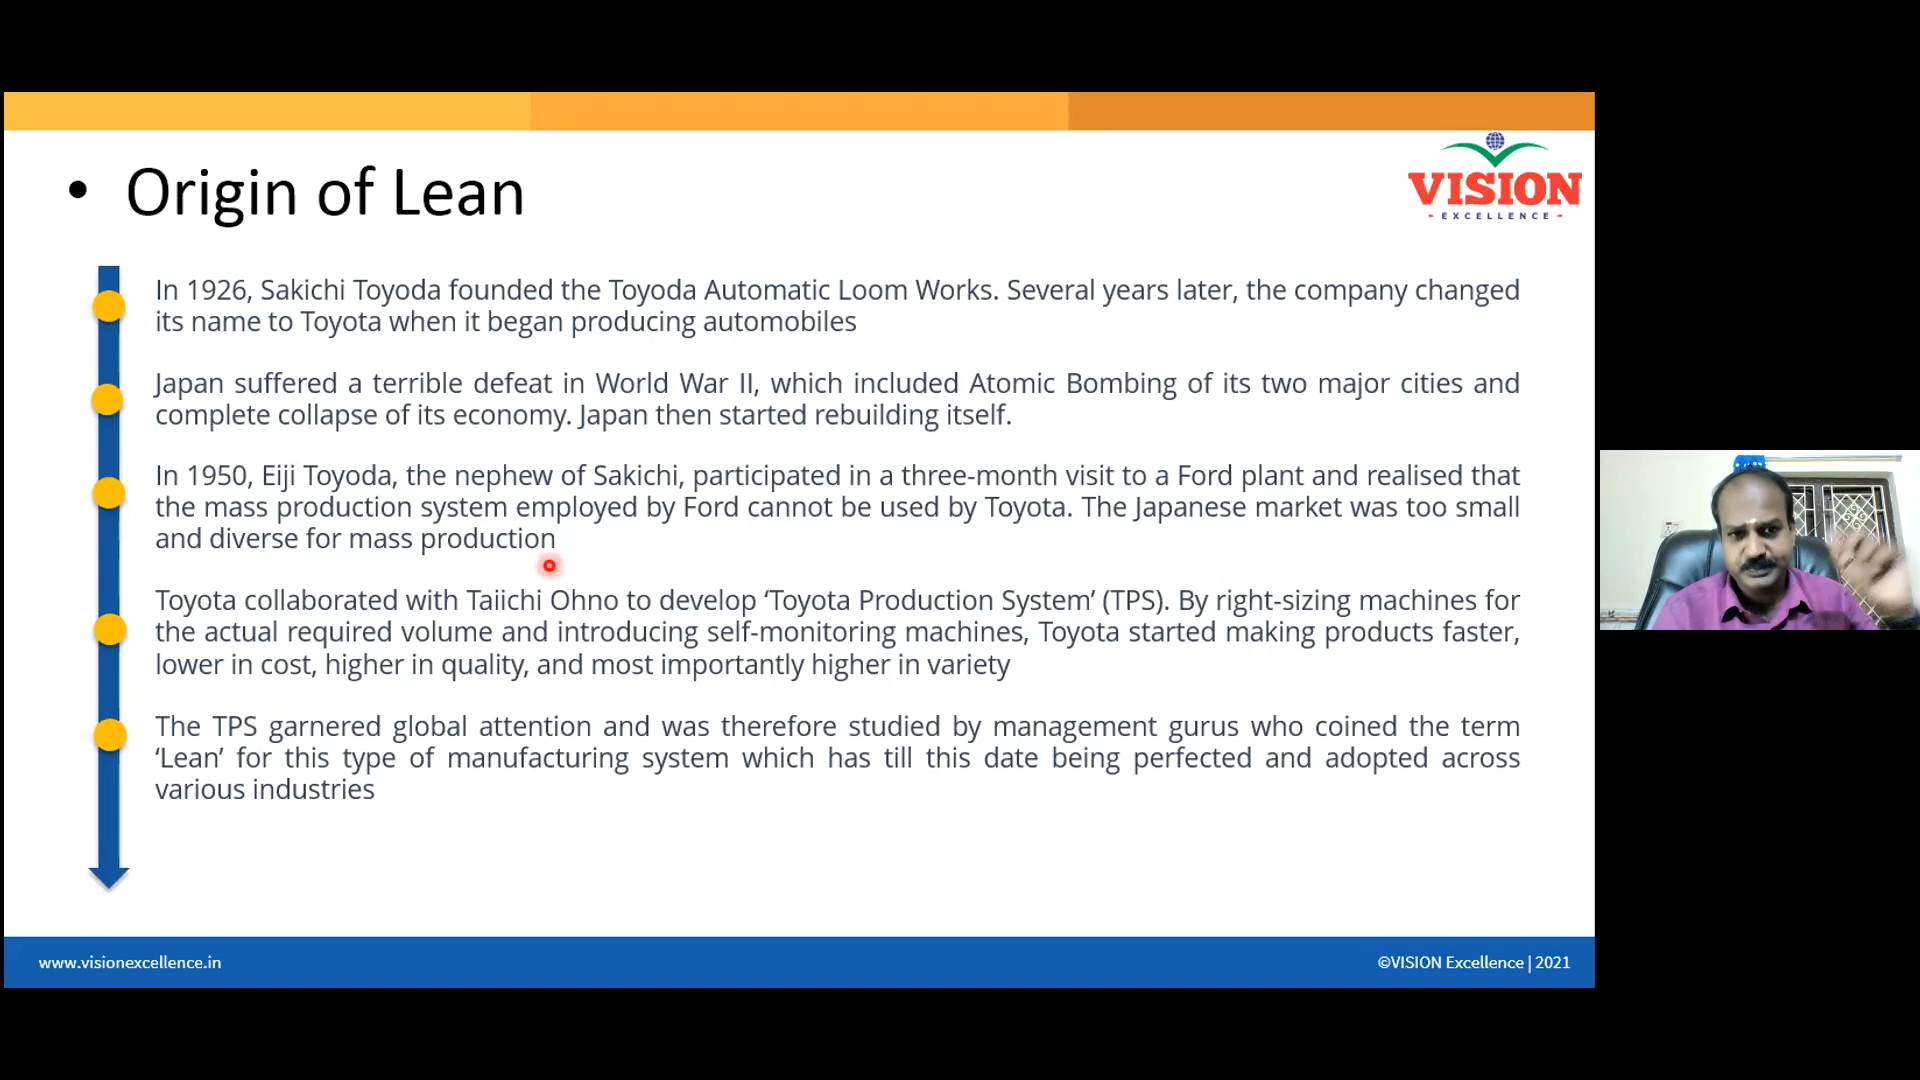 • Origin of Lean
VISION
- EXCELLENCE -
In 1926, Sakichi Toyoda founded the Toyoda Automatic Loom Works. Several years later, the company changed
its name to Toyota when it began producing automobiles
Japan suffered a terrible defeat in World War II, which included Atomic Bombing of its two major cities and
complete collapse of its economy. Japan then started rebuilding itself.
In 1950, Eiji Toyoda, the nephew of Sakichi, participated in a three-month visit to a Ford plant and realised that
the mass production system employed by Ford cannot be used by Toyota. The Japanese market was too small
and diverse for mass production
Toyota collaborated with Taiichi Ohno to develop ‘Toyota Production System’ (TPS). By right-sizing machines for
the actual required volume and introducing self-monitoring machines, Toyota started making products faster,
lower in cost, higher in quality, and most importantly higher in variety
The TPS garnered global attention and was therefore studied by management gurus who coined the term
‘Lean’ for this type of manufacturing system which has till this date being perfected and adopted across
various industries
www.visionexcellence.in
©VISION Excellence | 2021